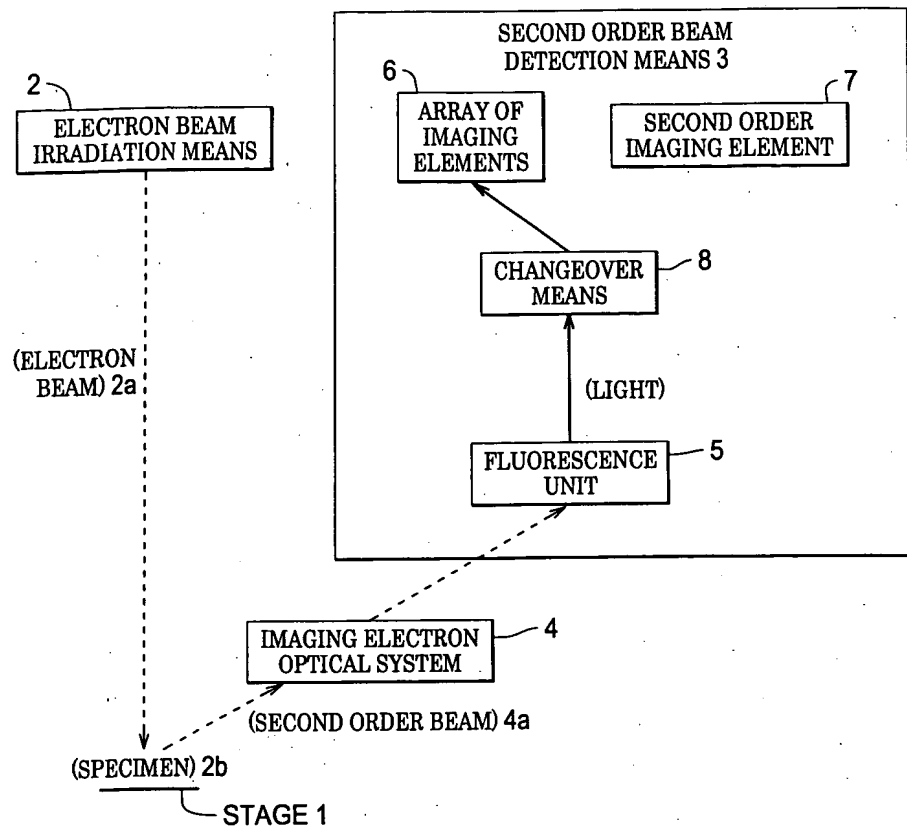 SECOND ORDER BEAM
DETECTION MEANS 3
6
ARRAY OF
IMAGING
ELEMENTS
7
SECOND ORDER
IMAGING ELEMENT
2
ELECTRON BEAM
IRRADIATION MEANS
8
CHANGEOVER
MEANS
(ELECTRON
BEAM) 2a
(LIGHT)
5
FLUORESCENCE
UNIT
4
IMAGING ELECTRON
OPTICAL SYSTEM
(SECOND ORDER BEAM) 4a
(SPECIMEN) 2b
STAGE 1